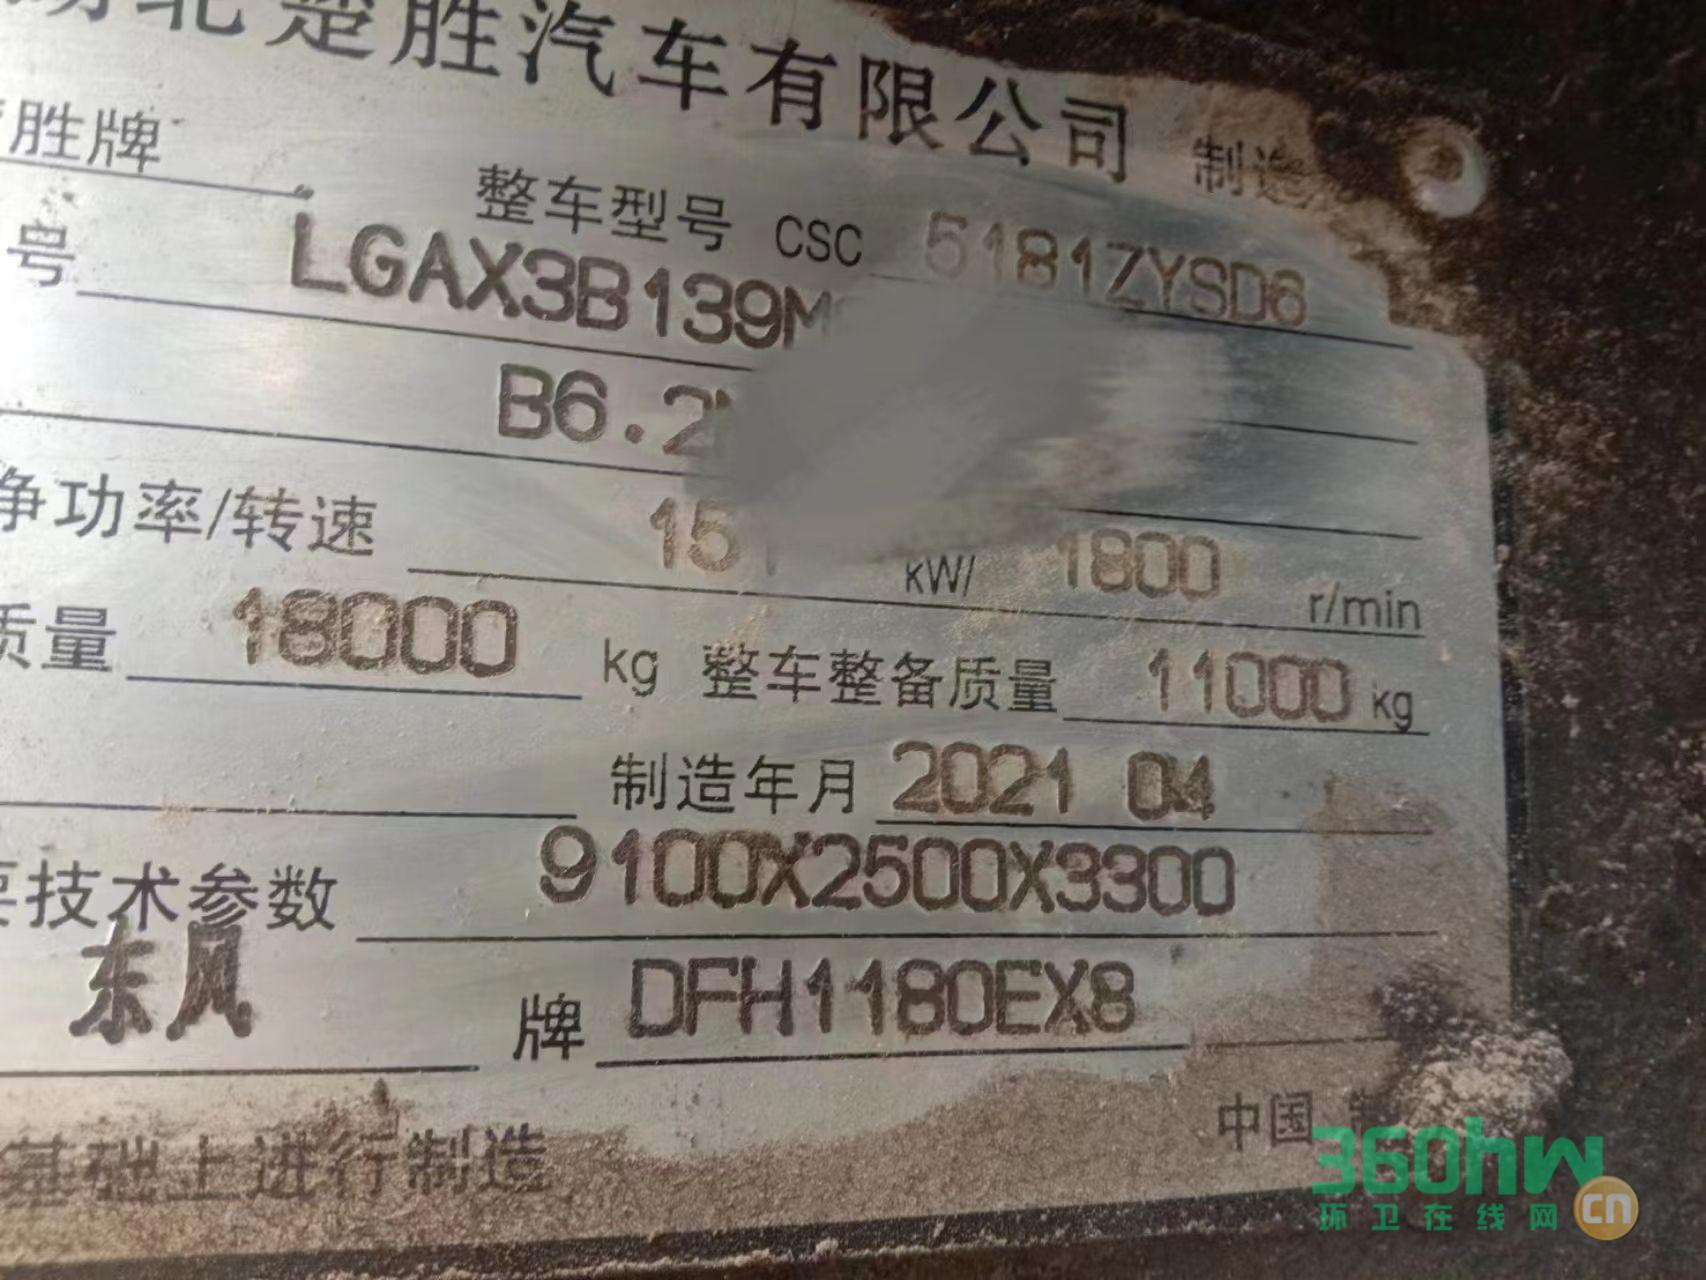 北楚胜汽车有限公司 制造
胜牌 整车型号 CSC 5181ZYSD6
号 LGAX3B139M
B6.2
净功率/转速 151 kW/ 1800 r/min
质量 18000 kg 整车整备质量 11000 kg
制造年月 2021 04
要技术参数 9100X2500X3300
东风 牌 DFH1180EX8
基础上进行制造
中国
360hw
环卫在线网 CN